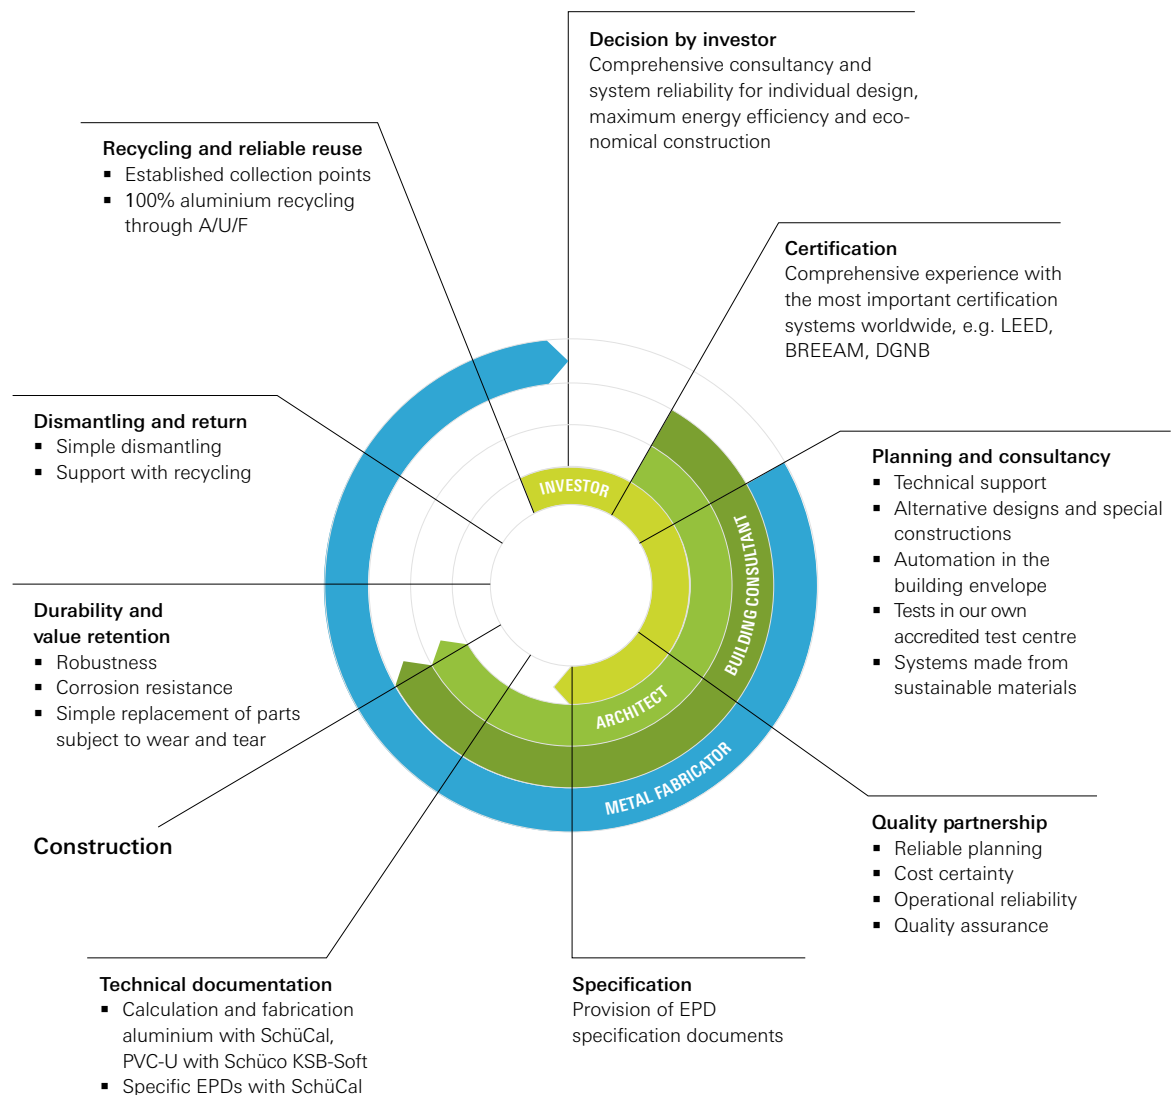 Decision by investor
Comprehensive consultancy and
system reliability for individual design,
maximum energy efficiency and eco-
nomical construction
Recycling and reliable reuse
▪ Established collection points
▪ 100% aluminium recycling
through A/U/F
Certification
Comprehensive experience with
the most important certification
systems worldwide, e.g. LEED,
BREEAM, DGNB
Dismantling and return
▪ Simple dismantling
▪ Support with recycling
Planning and consultancy
▪ Technical support
▪ Alternative designs and special
constructions
▪ Automation in the
building envelope
▪ Tests in our own
accredited test centre
▪ Systems made from
sustainable materials
INVESTOR
BUILDING CONSULTANT
ARCHITECT
METAL FABRICATOR
Durability and
value retention
▪ Robustness
▪ Corrosion resistance
▪ Simple replacement of parts
subject to wear and tear
Construction
Quality partnership
▪ Reliable planning
▪ Cost certainty
▪ Operational reliability
▪ Quality assurance
Technical documentation
▪ Calculation and fabrication
aluminium with SchüCal,
PVC-U with Schüco KSB-Soft
▪ Specific EPDs with SchüCal
Specification
Provision of EPD
specification documents